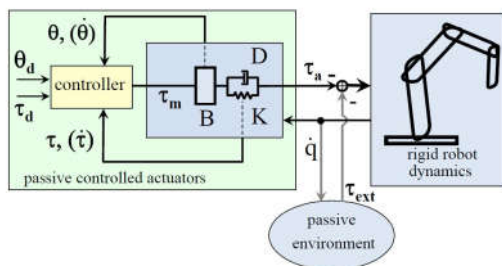 θ, (θ̇)
D
θd
τd
controller
τm
B
K
τa
-
-
τ, (τ̇)
q̇
τext
passive controlled actuators
rigid robot
dynamics
passive
environment